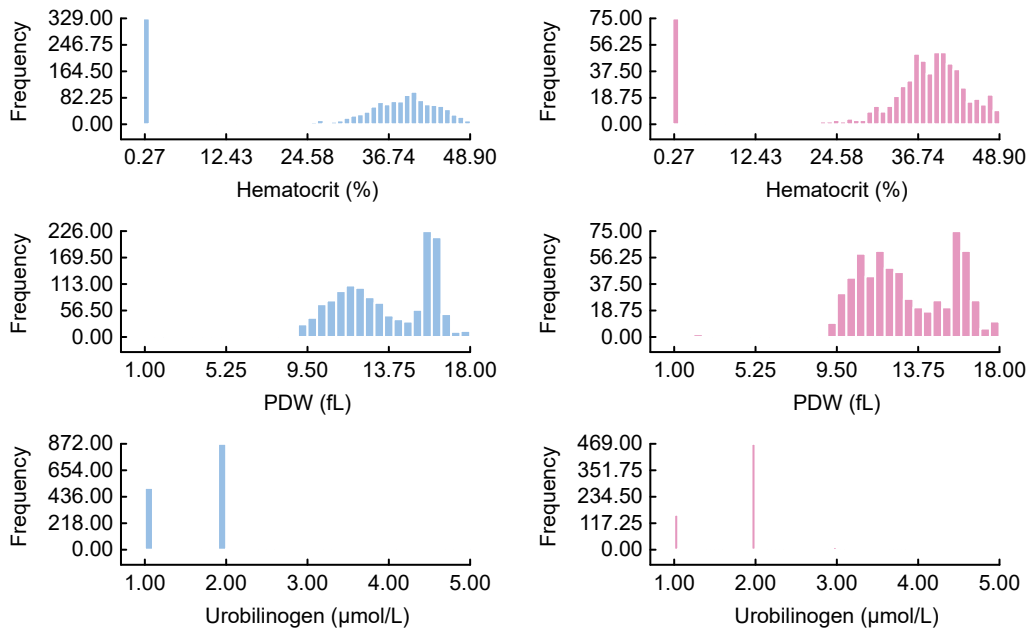 Frequency
329.00
246.75
164.50
82.25
0.00
0.27 12.43 24.58 36.74 48.90
Hematocrit (%)
Frequency
75.00
56.25
37.50
18.75
0.00
0.27 12.43 24.58 36.74 48.90
Hematocrit (%)
Frequency
226.00
169.50
113.00
56.50
0.00
1.00 5.25 9.50 13.75 18.00
PDW (fL)
Frequency
75.00
56.25
37.50
18.75
0.00
1.00 5.25 9.50 13.75 18.00
PDW (fL)
Frequency
872.00
654.00
436.00
218.00
0.00
1.00 2.00 3.00 4.00 5.00
Urobilinogen (μmol/L)
Frequency
469.00
351.75
234.50
117.25
0.00
1.00 2.00 3.00 4.00 5.00
Urobilinogen (μmol/L)